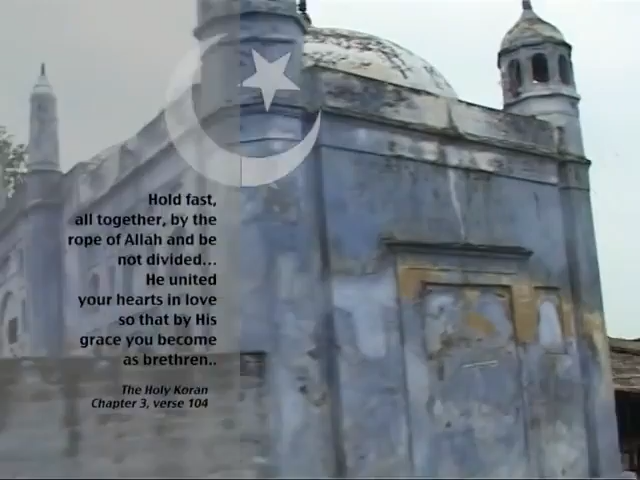 Hold fast,
all together, by the
rope of Allah and be
not divided...
He united
your hearts in love
so that by His
grace you become
as brethren..
The Holy Koran
Chapter 3, verse 104